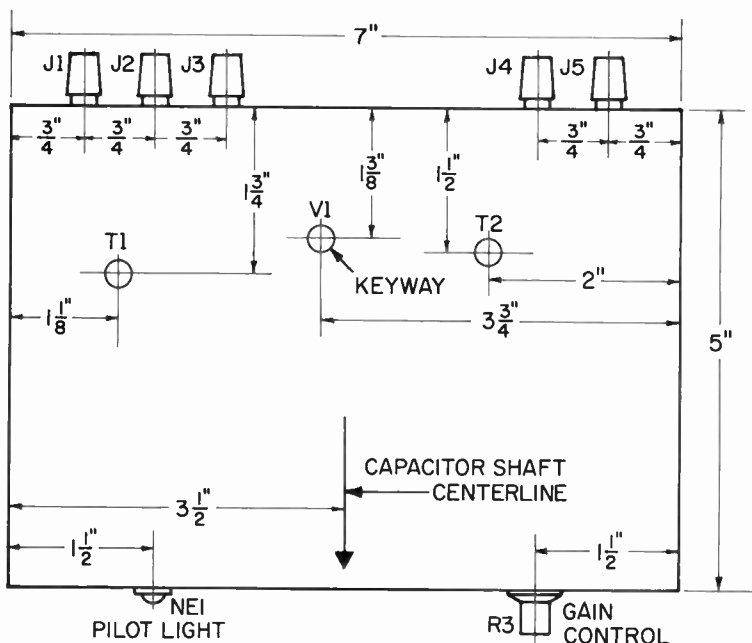 7"
J1 J2 J3 J4 J5
3/4" 3/4" 3/4" 3/4" 3/4"
1 3/4" 1 3/8" 1 1/2"
V1
T1 T2
KEYWAY
2"
1 1/8" 3 3/4"
5"
CAPACITOR SHAFT
CENTERLINE
3 1/2"
1 1/2" 1 1/2"
NE1
PILOT LIGHT
R3 GAIN
CONTROL